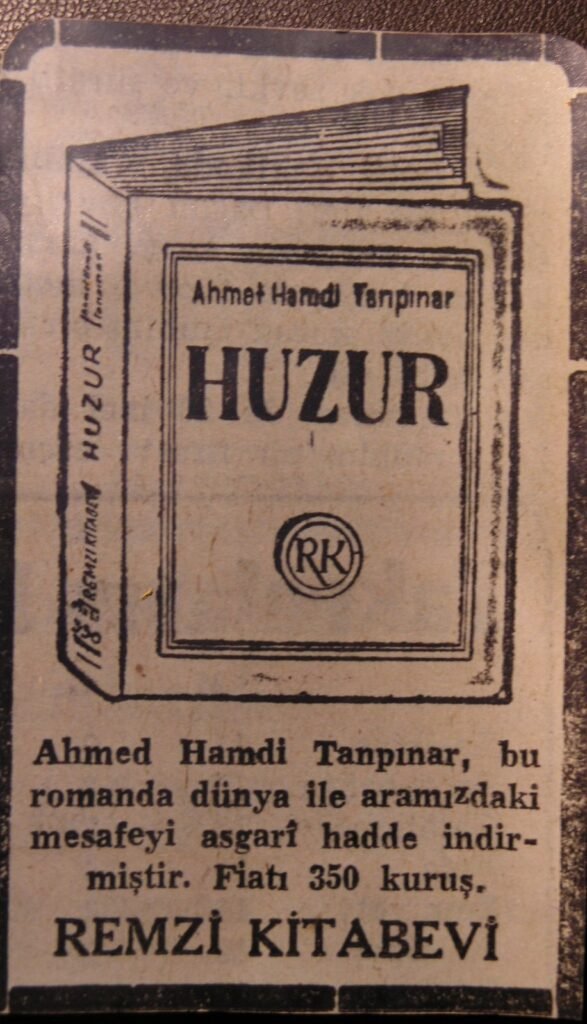 Ahmet Hamdi Tanpınar
HUZUR
RK
HUZUR
REMZİ KİTABEVİ
Ahmed Hamdi Tanpınar, bu
romanda dünya ile aramızdaki
mesafeyi asgarî hadde indir-
miştir. Fiatı 350 kuruş.
REMZİ KİTABEVİ